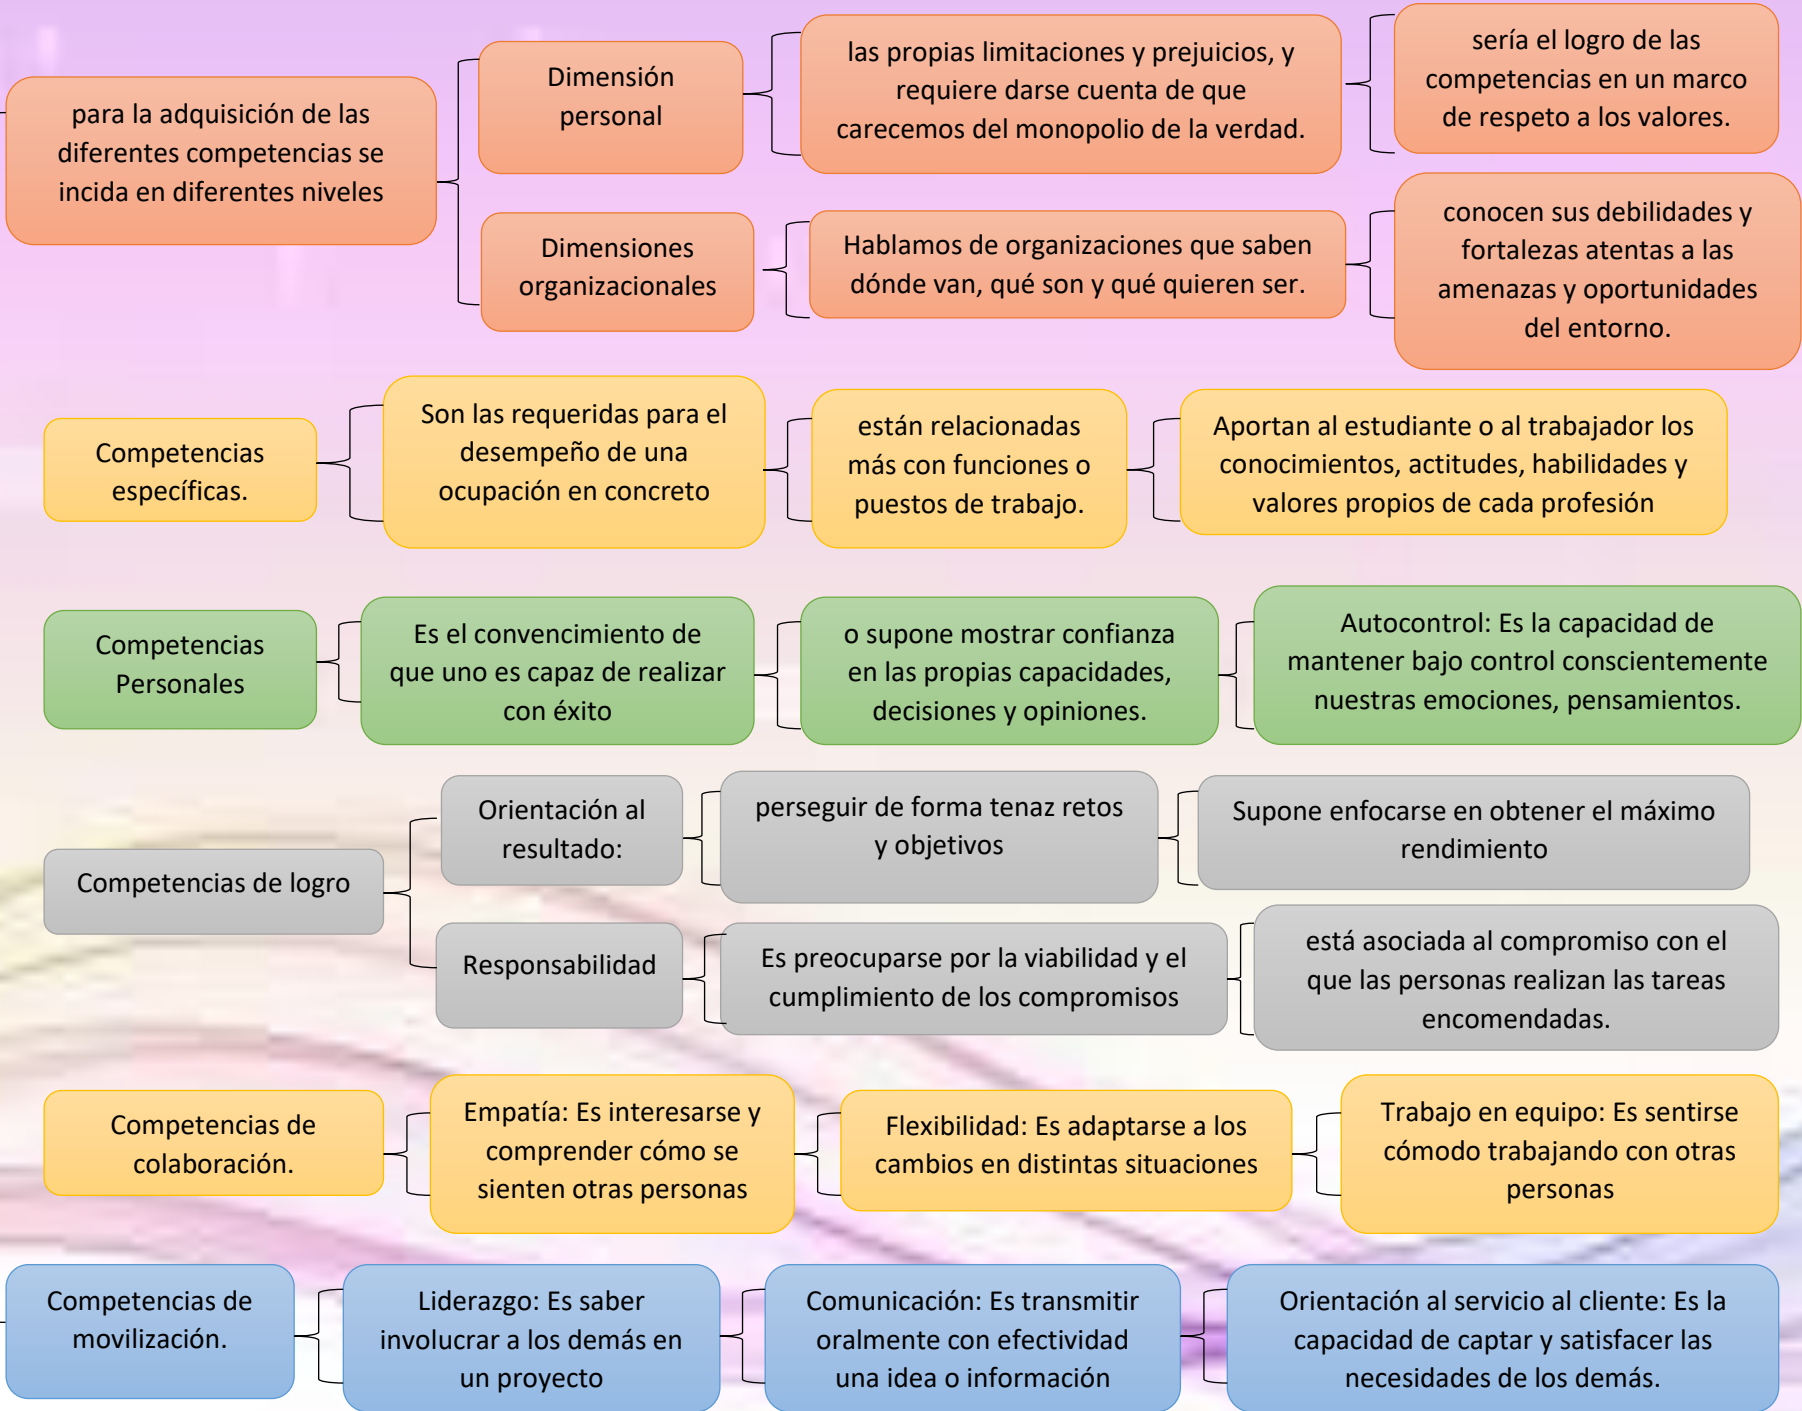 para la adquisición de las
diferentes competencias se
incida en diferentes niveles
Dimensión
personal
las propias limitaciones y prejuicios, y
requiere darse cuenta de que
carecemos del monopolio de la verdad.
sería el logro de las
competencias en un marco
de respeto a los valores.
Dimensiones
organizacionales
Hablamos de organizaciones que saben
dónde van, qué son y qué quieren ser.
conocen sus debilidades y
fortalezas atentas a las
amenazas y oportunidades
del entorno.
Competencias
específicas.
Son las requeridas para el
desempeño de una
ocupación en concreto
están relacionadas
más con funciones o
puestos de trabajo.
Aportan al estudiante o al trabajador los
conocimientos, actitudes, habilidades y
valores propios de cada profesión
Competencias
Personales
Es el convencimiento de
que uno es capaz de realizar
con éxito
o supone mostrar confianza
en las propias capacidades,
decisiones y opiniones.
Autocontrol: Es la capacidad de
mantener bajo control conscientemente
nuestras emociones, pensamientos.
Competencias de logro
Orientación al
resultado:
perseguir de forma tenaz retos
y objetivos
Supone enfocarse en obtener el máximo
rendimiento
Responsabilidad
Es preocuparse por la viabilidad y el
cumplimiento de los compromisos
está asociada al compromiso con el
que las personas realizan las tareas
encomendadas.
Competencias de
colaboración.
Empatía: Es interesarse y
comprender cómo se
sienten otras personas
Flexibilidad: Es adaptarse a los
cambios en distintas situaciones
Trabajo en equipo: Es sentirse
cómodo trabajando con otras
personas
Competencias de
movilización.
Liderazgo: Es saber
involucrar a los demás en
un proyecto
Comunicación: Es transmitir
oralmente con efectividad
una idea o información
Orientación al servicio al cliente: Es la
capacidad de captar y satisfacer las
necesidades de los demás.